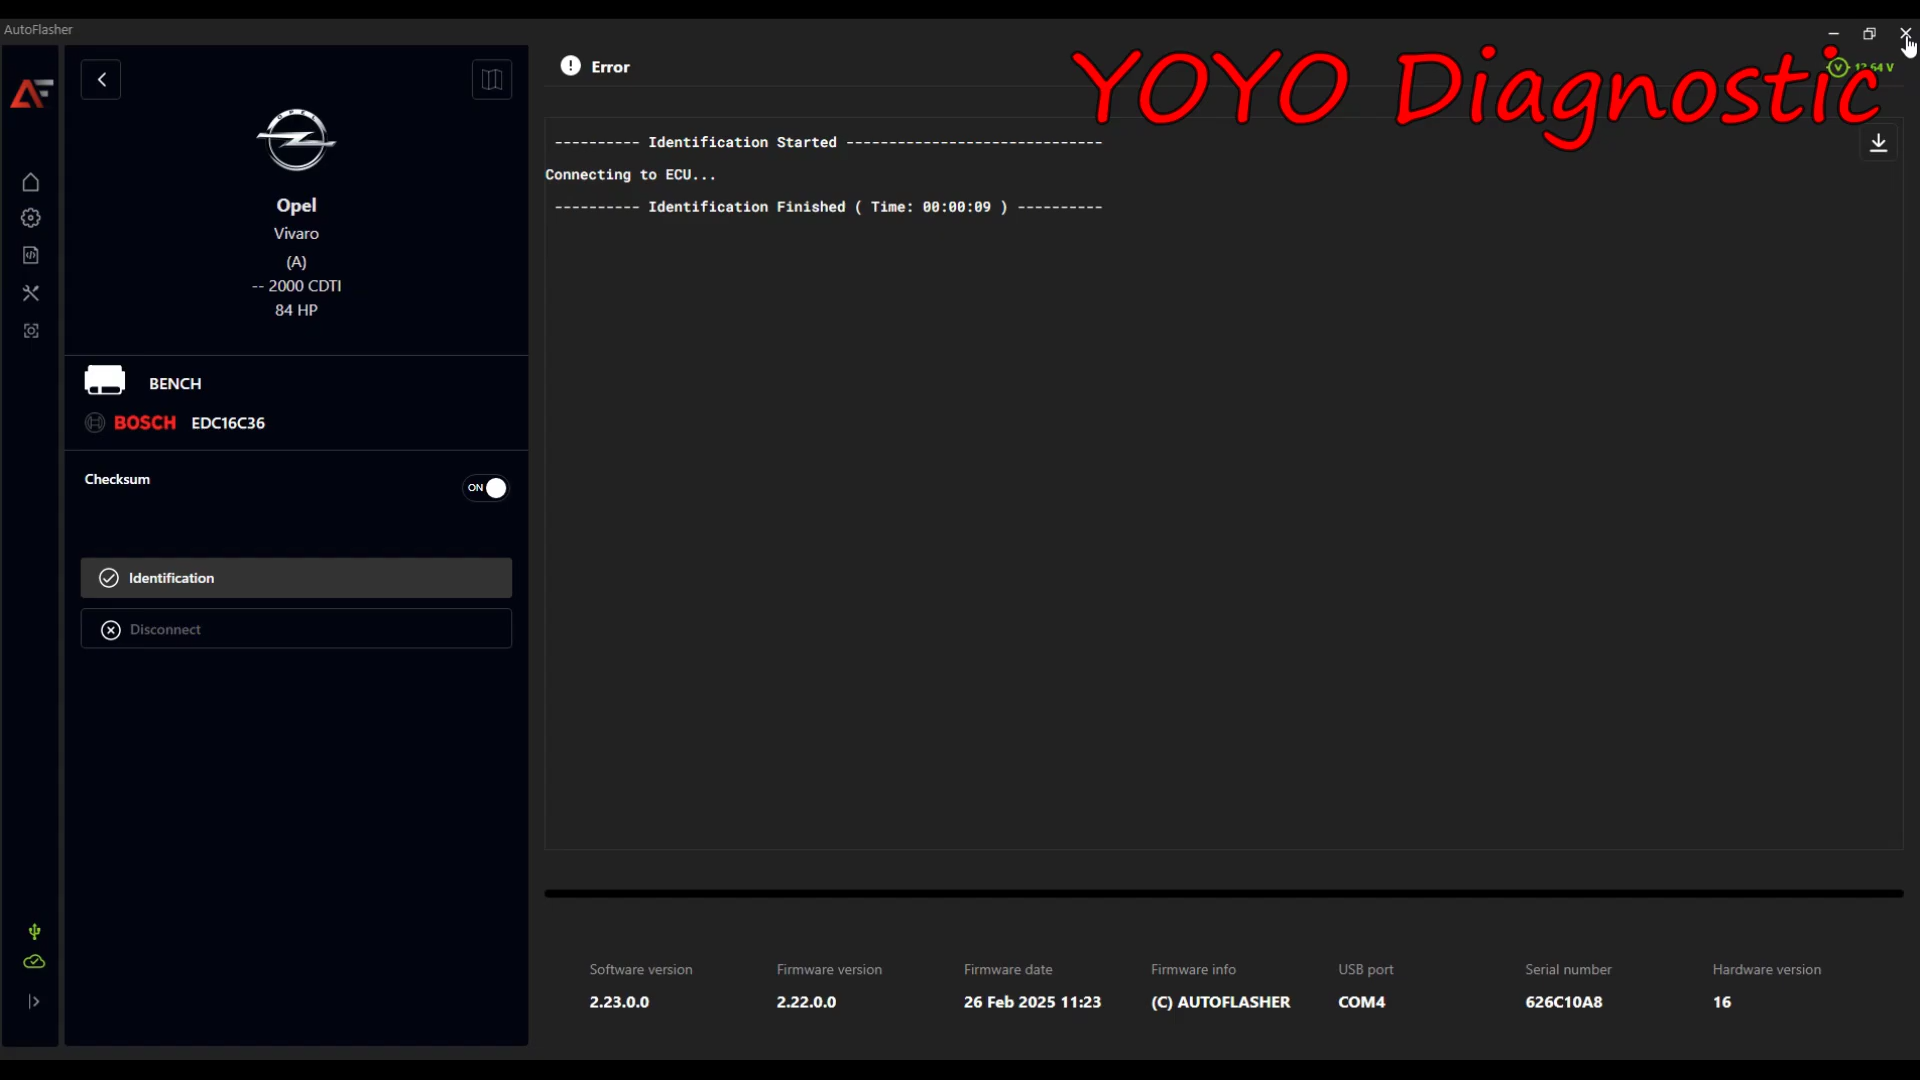 AutoFlasher
YOYO Diagnostic
Error
OPEL
Opel
Vivaro
(A)
-- 2000 CDTI
84 HP
BENCH
BOSCH EDC16C36
Checksum
ON
Identification
Disconnect
---------- Identification Started ------------------------------
Connecting to ECU...
---------- Identification Finished ( Time: 00:00:09 ) ----------
Software version
2.23.0.0
Firmware version
2.22.0.0
Firmware date
26 Feb 2025 11:23
Firmware info
(C) AUTOFLASHER
USB port
COM4
Serial number
626C10A8
Hardware version
16